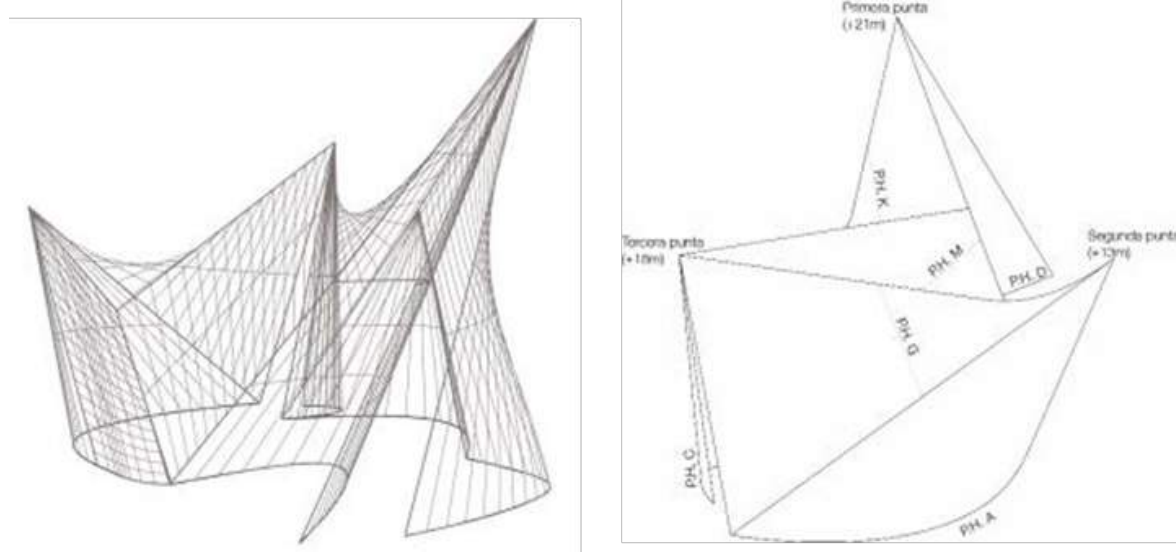 Primera punta
(+21m)
P.H. K
Tercera punta
(+18m)
Segunda punta
(+13m)
P.H. M
P.H. D
P.H. G
P.H. C
P.H. A